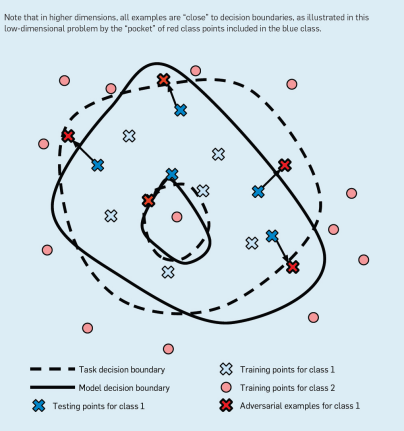 Note that in higher dimensions, all examples are “close” to decision boundaries, as illustrated in this
low-dimensional problem by the “pocket” of red class points included in the blue class.
Task decision boundary
Training points for class 1
Model decision boundary
Training points for class 2
Testing points for class 1
Adversarial examples for class 1